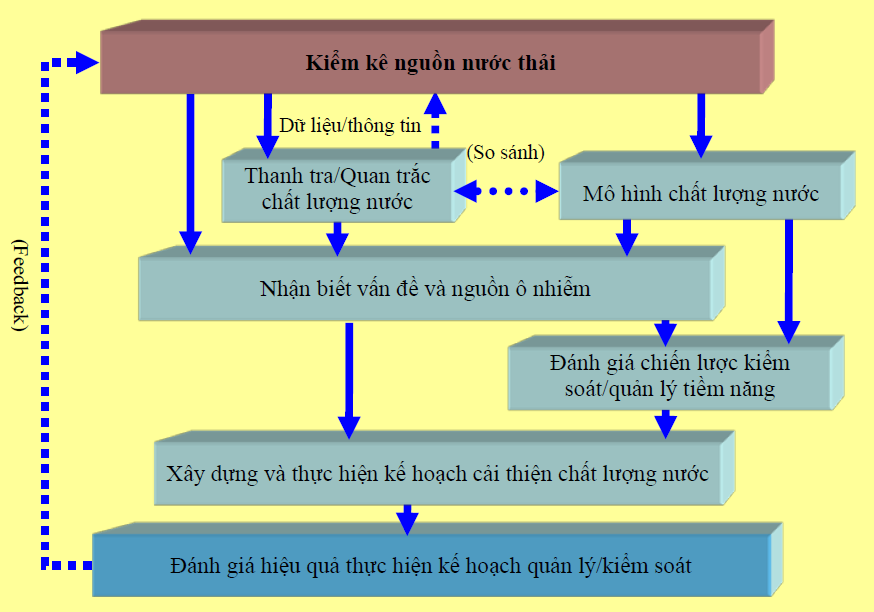 Kiểm kê nguồn nước thải
Dữ liệu/thông tin
(So sánh)
Thanh tra/Quan trắc
chất lượng nước
Mô hình chất lượng nước
(Feedback)
Nhận biết vấn đề và nguồn ô nhiễm
Đánh giá chiến lược kiểm
soát/quản lý tiềm năng
Xây dựng và thực hiện kế hoạch cải thiện chất lượng nước
Đánh giá hiệu quả thực hiện kế hoạch quản lý/kiểm soát